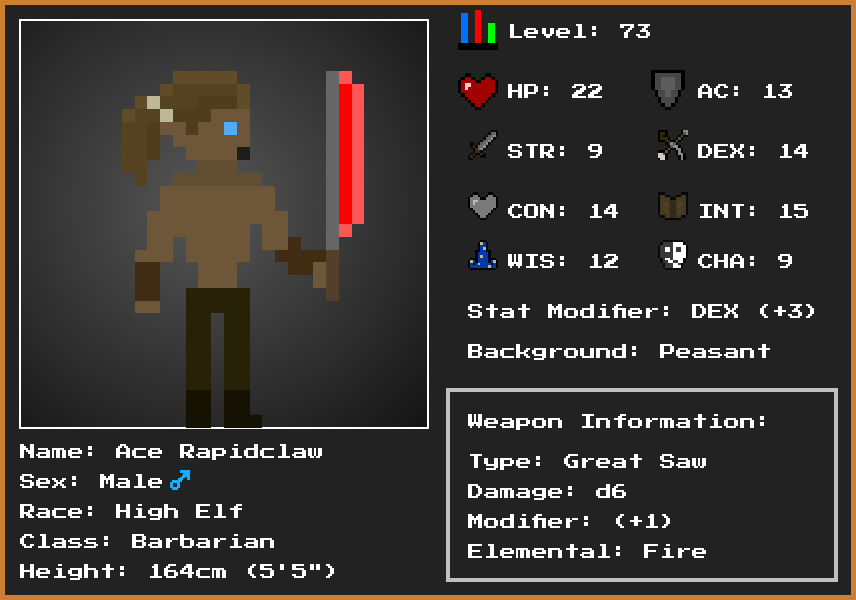 Level: 73
HP: 22
AC: 13
STR: 9
DEX: 14
CON: 14
INT: 15
WIS: 12
CHA: 9
Stat Modifier: DEX (+3)
Background: Peasant
Weapon Information:
Type: Great Saw
Damage: d6
Modifier: (+1)
Elemental: Fire
Name: Ace Rapidclaw
Sex: Male♂
Race: High Elf
Class: Barbarian
Height: 164cm (5'5")